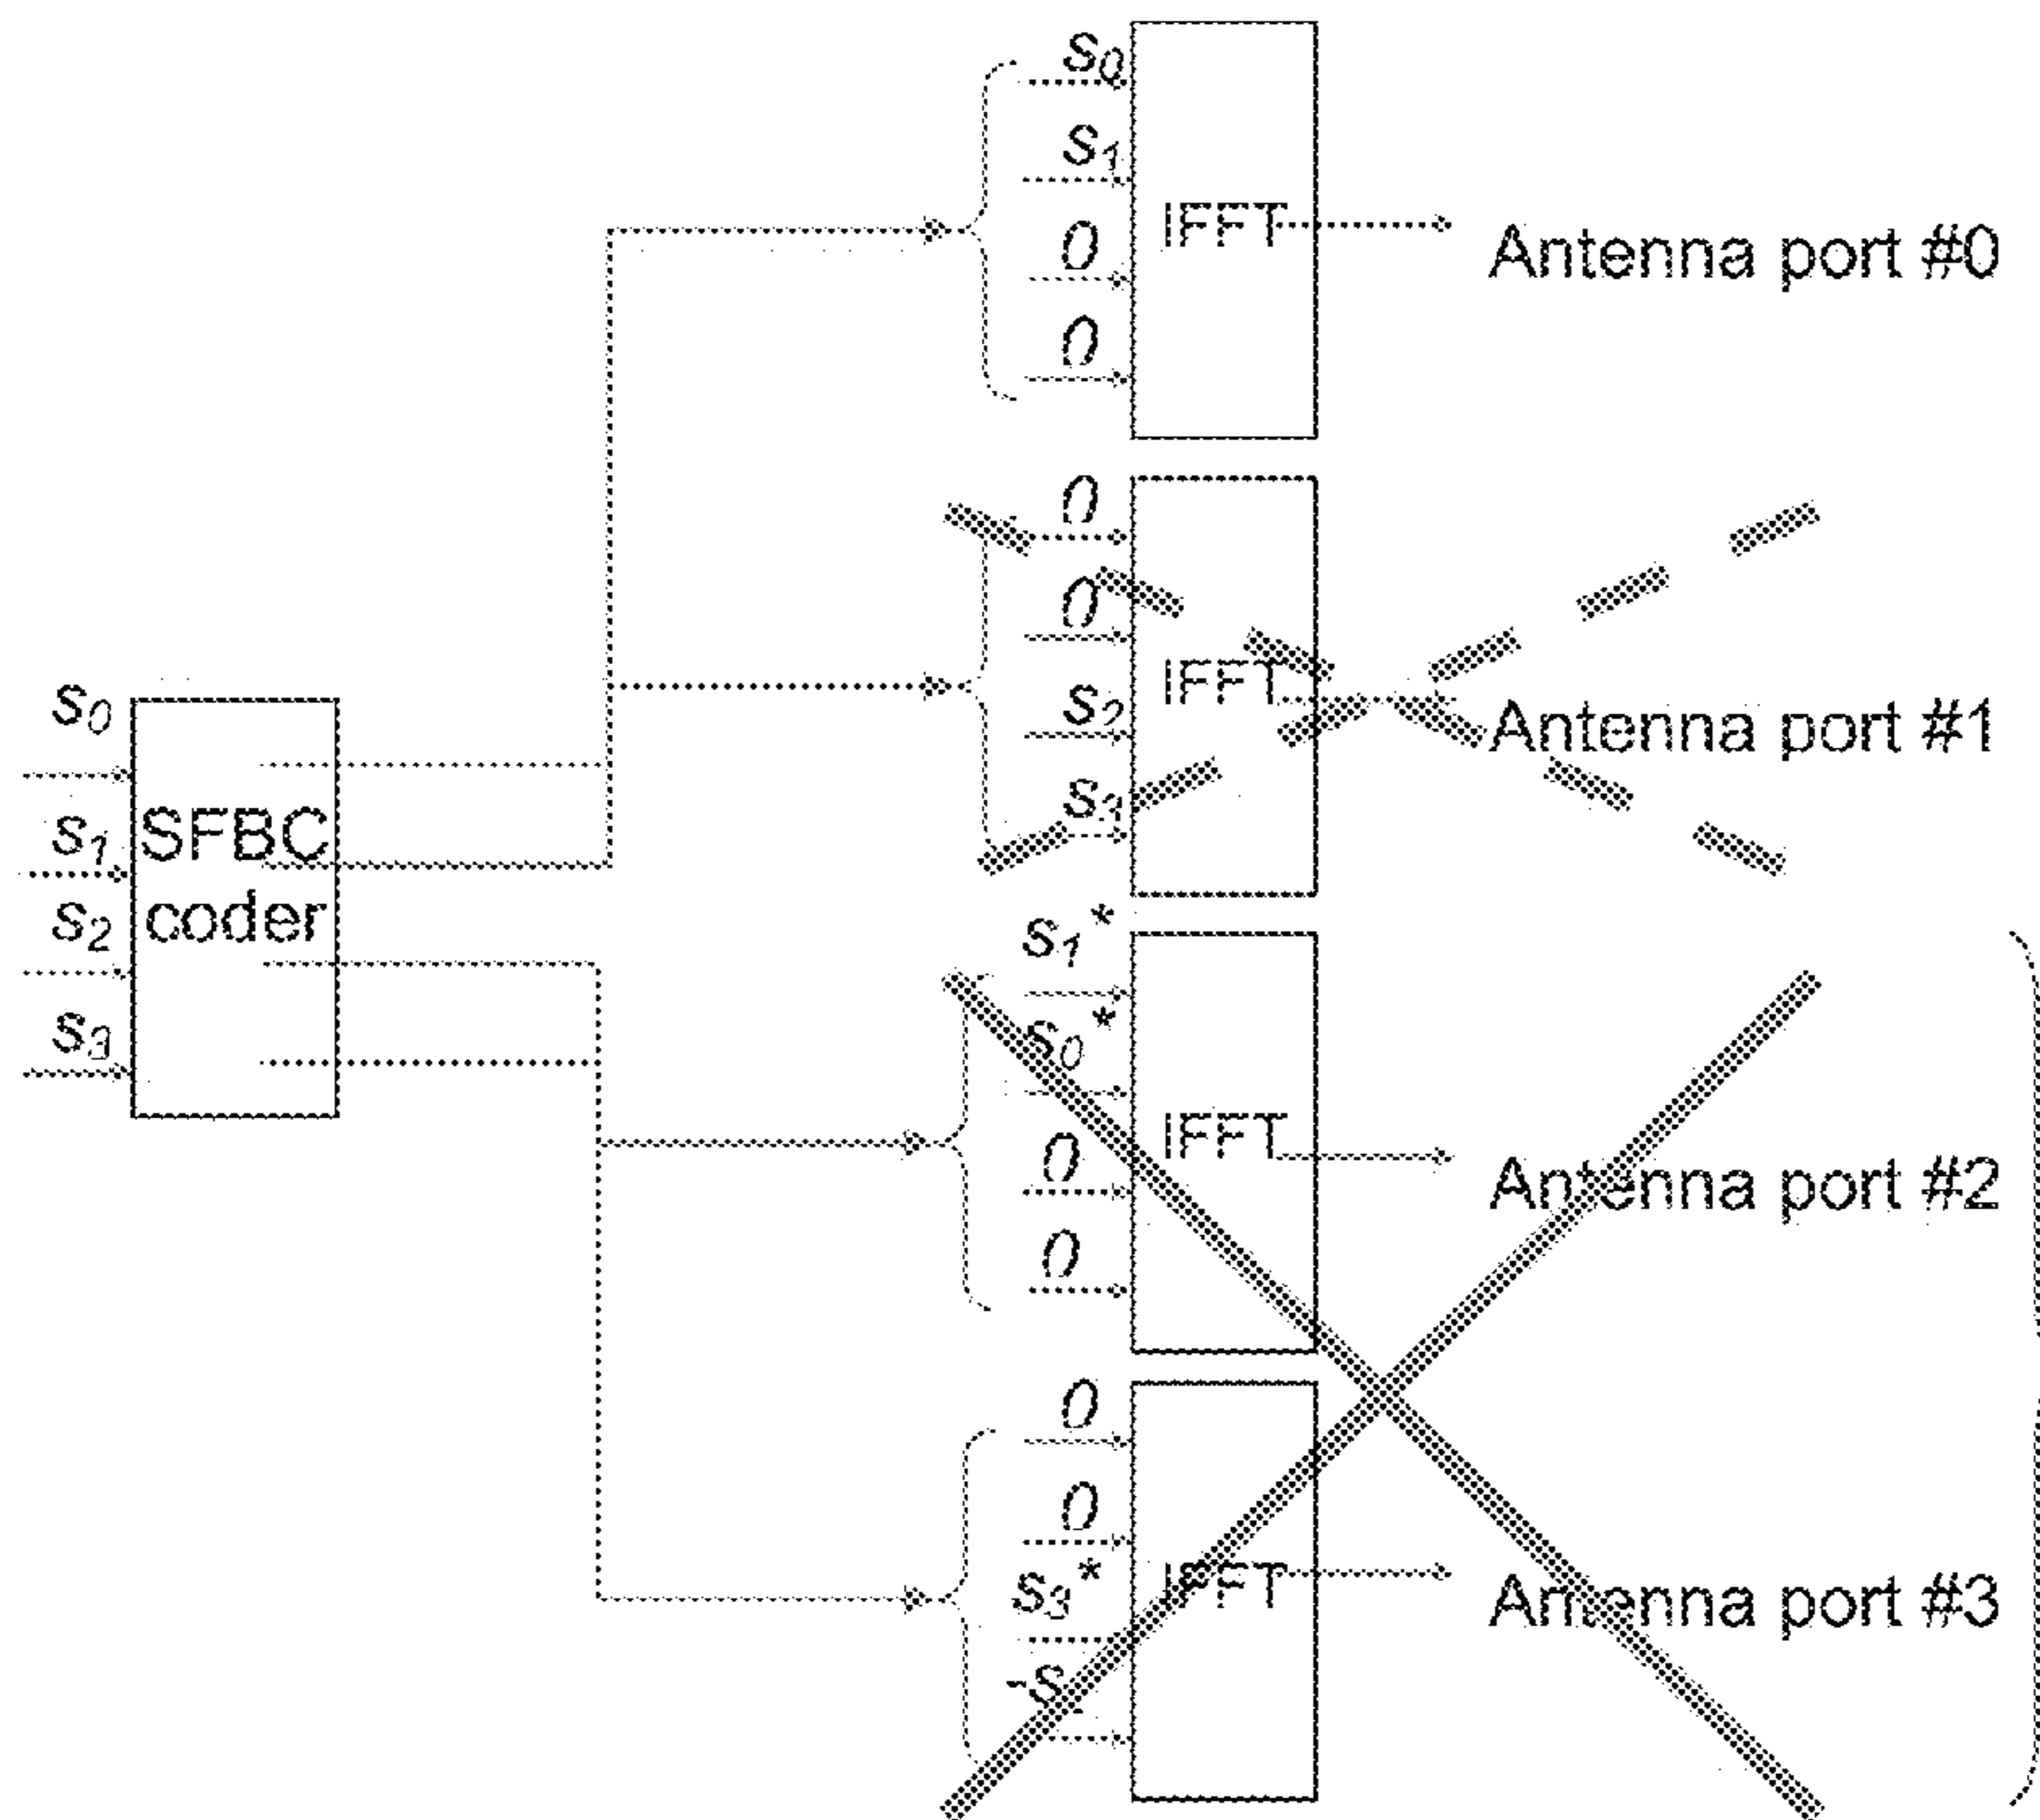 s0
s1
0
0
IFFT
Antenna port #0
0
0
s2
s3
IFFT
Antenna port #1
s0
s1
s2
s3
SFBC
coder
s1*
s0*
0
0
IFFT
Antenna port #2
0
0
s3*
-s
IFFT
Antenna port #3